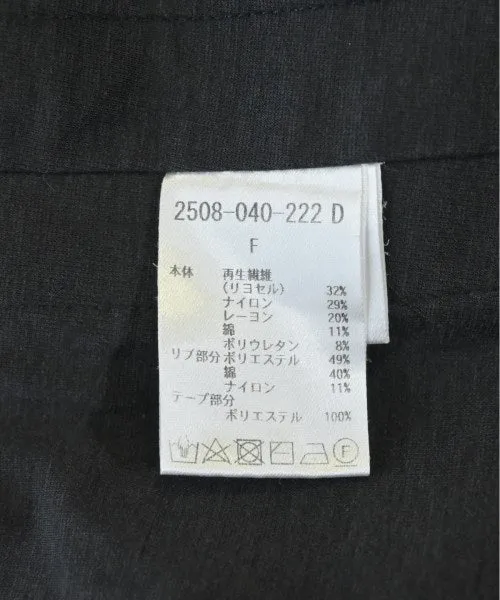 2508-040-222 D
F
本体 再生繊維
(リヨセル) 32%
ナイロン 29%
レーヨン 20%
綿 11%
ポリウレタン 8%
リブ部分 ポリエステル 49%
綿 40%
ナイロン 11%
テープ部分
ポリエステル 100%
F